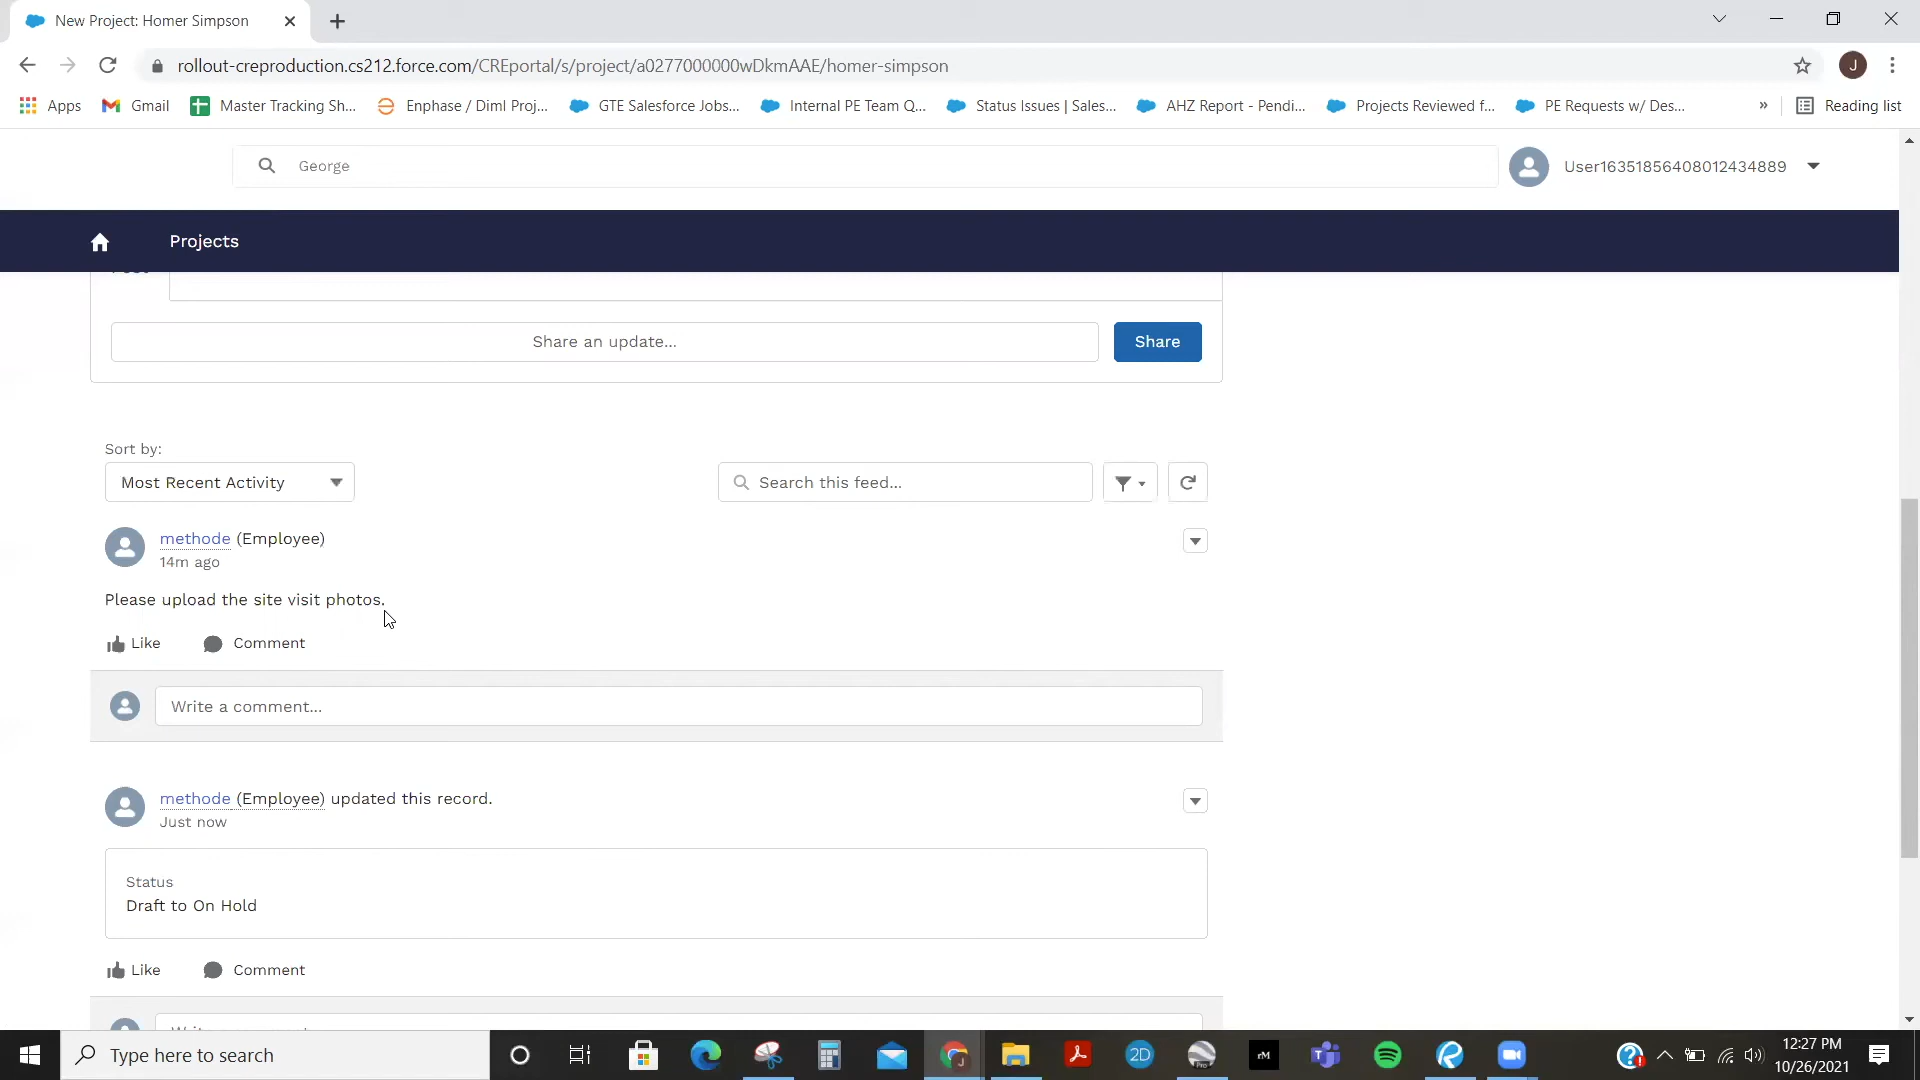 New Project: Homer Simpson
rollout-creproduction.cs212.force.com/CREportal/s/project/a0277000000wDkmAAE/homer-simpson
J
Apps
Gmail
Master Tracking Sh...
Enphase / Diml Proj...
GTE Salesforce Jobs...
Internal PE Team Q...
Status Issues | Sales...
AHZ Report - Pendi...
Projects Reviewed f...
PE Requests w/ Des...
»
Reading list
George
User16351856408012434889
Projects
Share an update...
Share
Sort by:
Most Recent Activity
Search this feed...
methode (Employee)
14m ago
Please upload the site visit photos.
Like
Comment
Write a comment...
methode (Employee) updated this record.
Just now
Status
Draft to On Hold
Like
Comment
Type here to search
2D
Pro
rM
12:27 PM
10/26/2021